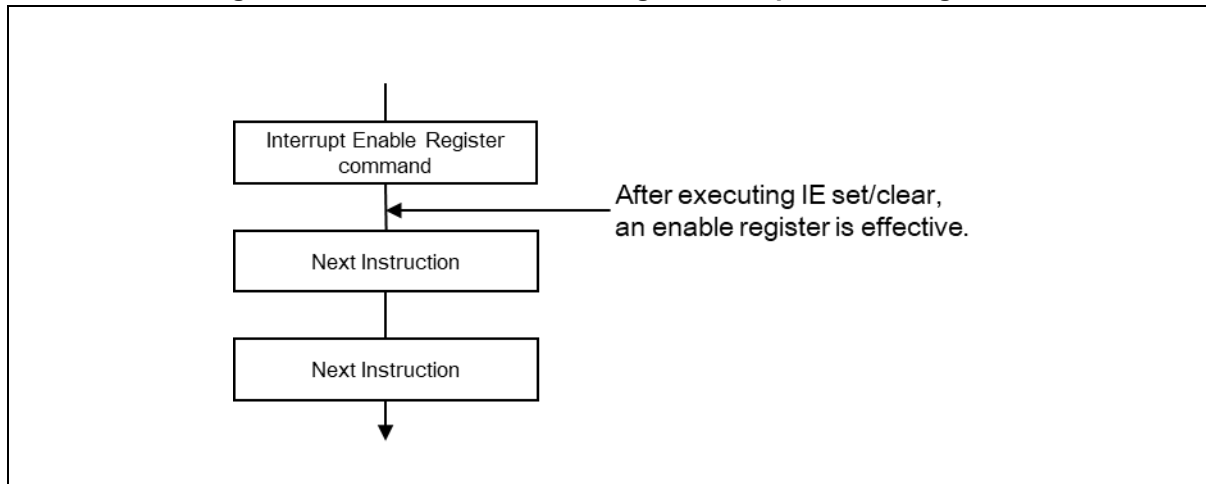 Interrupt Enable Register
command
After executing IE set/clear,
an enable register is effective.
Next Instruction
Next Instruction